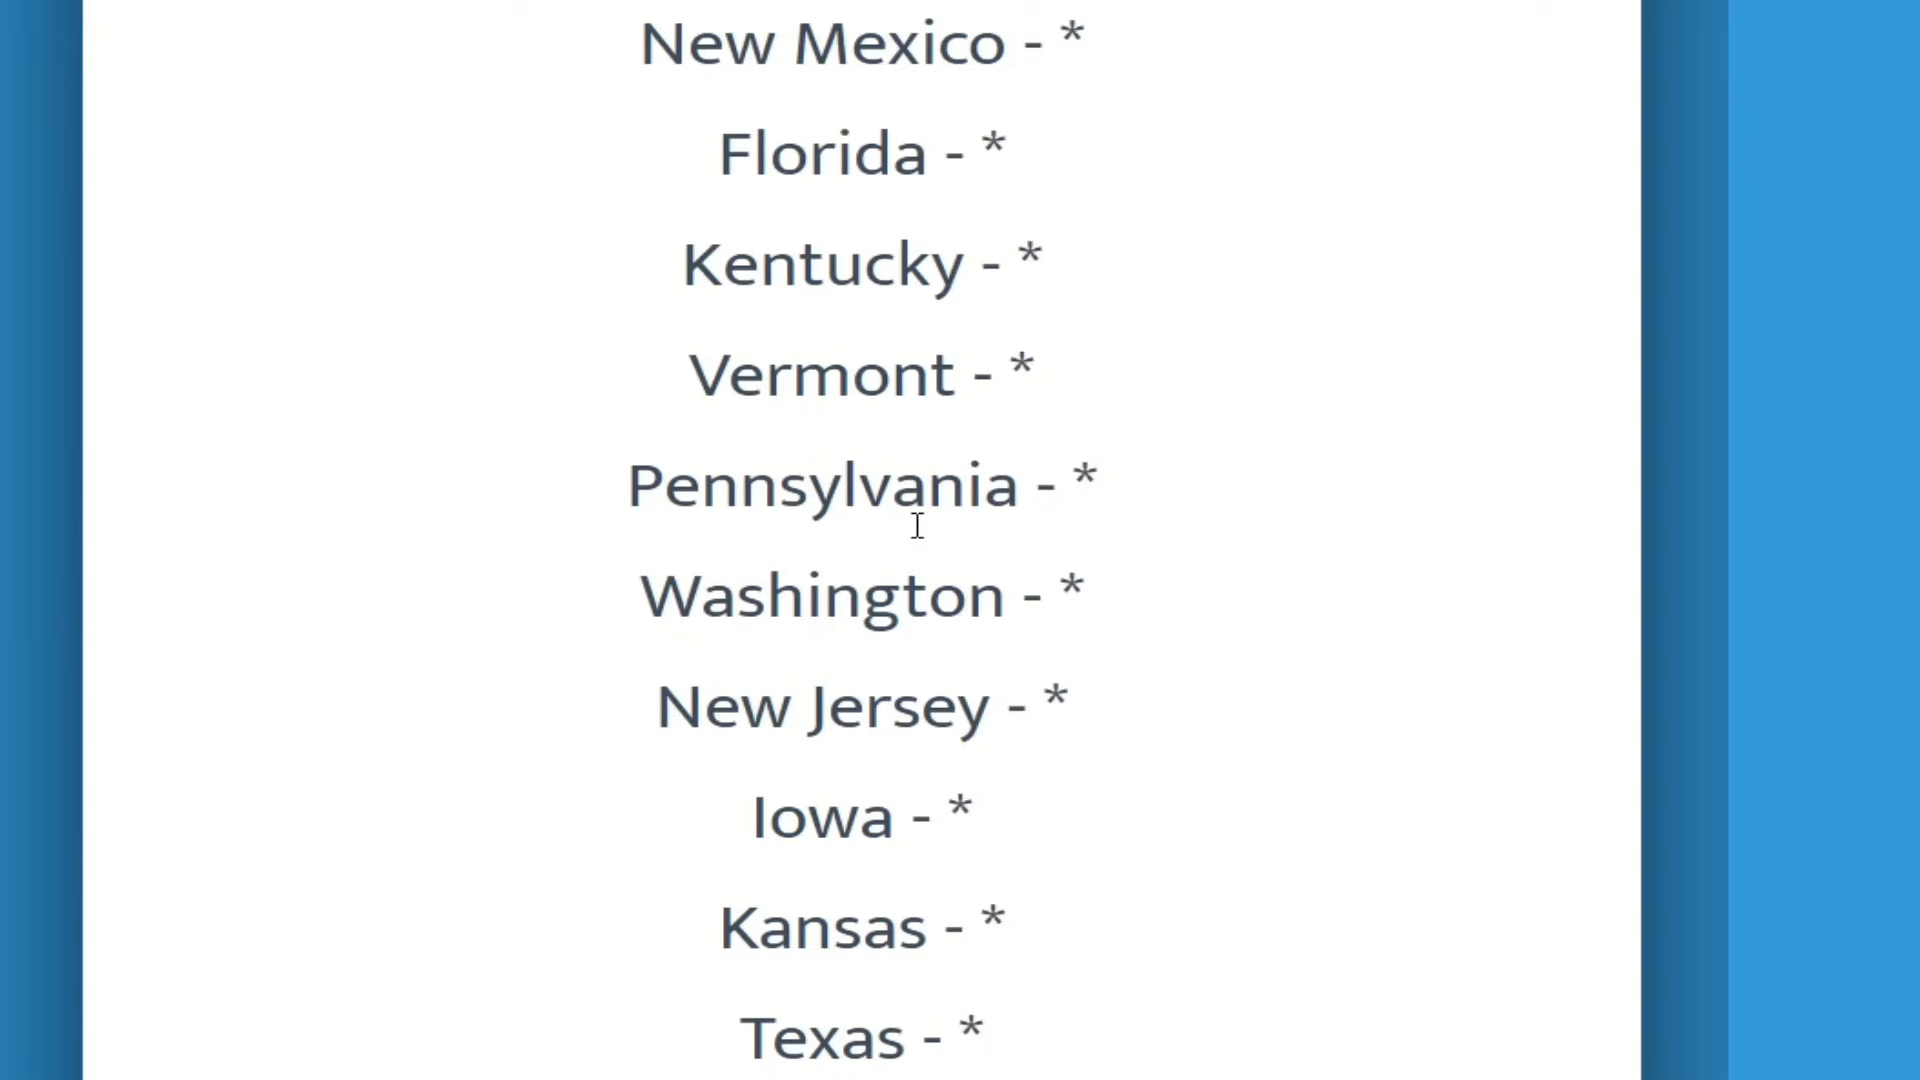 New Mexico - *
Florida - *
Kentucky - *
Vermont - *
Pennsylvania - *
Washington - *
New Jersey - *
Iowa - *
Kansas - *
Texas - *